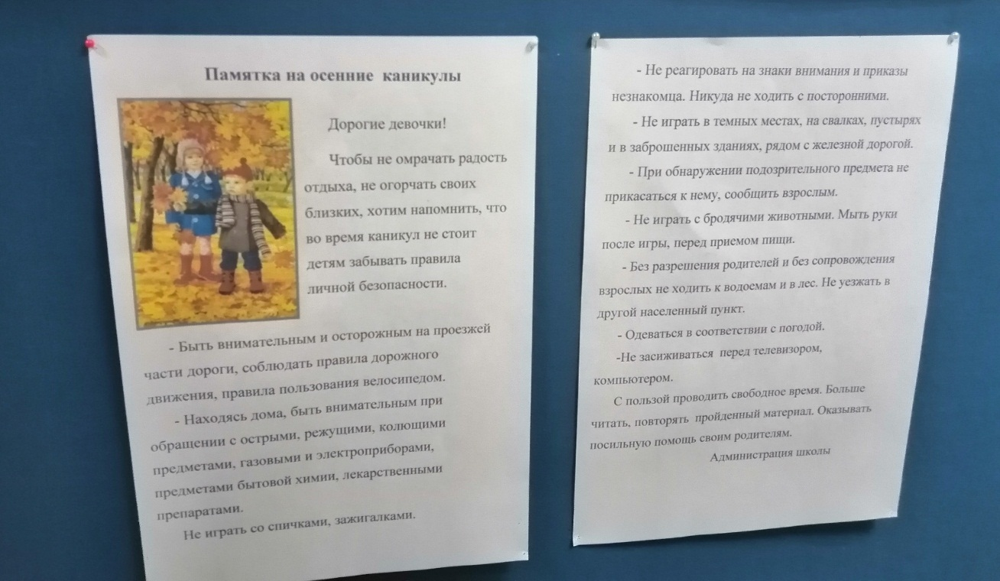 Памятка на осенние каникулы
Дорогие девочки!
Чтобы не омрачать радость
отдыха, не огорчать своих
близких, хотим напомнить, что
во время каникул не стоит
детям забывать правила
личной безопасности.
- Быть внимательным и осторожным на проезжей
части дороги, соблюдать правила дорожного
движения, правила пользования велосипедом.
- Находясь дома, быть внимательным при
обращении с острыми, режущими, колющими
предметами, газовыми и электроприборами,
предметами бытовой химии, лекарственными
препаратами.
Не играть со спичками, зажигалками.
- Не реагировать на знаки внимания и приказы
незнакомца. Никуда не ходить с посторонними.
- Не играть в темных местах, на свалках, пустырях
и в заброшенных зданиях, рядом с железной дорогой.
- При обнаружении подозрительного предмета не
прикасаться к нему, сообщить взрослым.
- Не играть с бродячими животными. Мыть руки
после игры, перед приемом пищи.
- Без разрешения родителей и без сопровождения
взрослых не ходить к водоемам и в лес. Не уезжать в
другой населенный пункт.
- Одеваться в соответствии с погодой.
-Не засиживаться перед телевизором,
компьютером.
С пользой проводить свободное время. Больше
читать, повторять пройденный материал. Оказывать
посильную помощь своим родителям.
Администрация школы